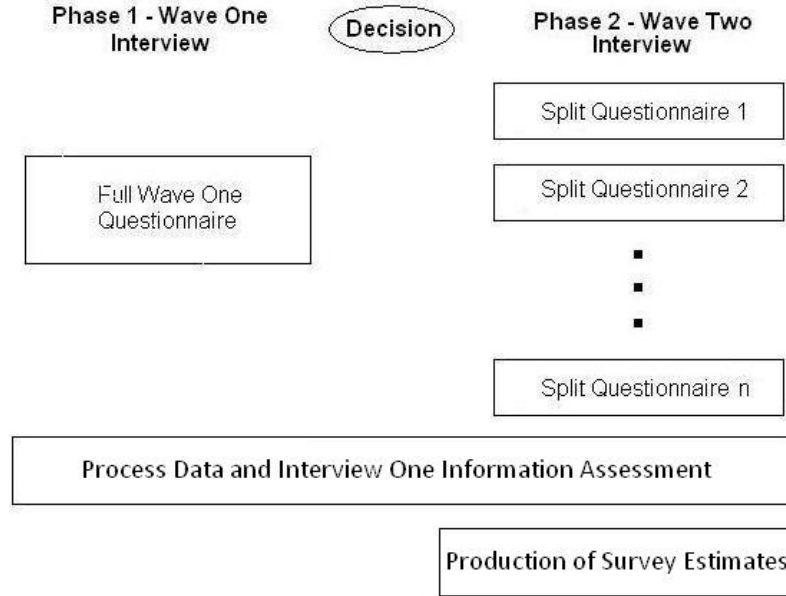 Phase 1 - Wave One
Interview
Decision
Phase 2 - Wave Two
Interview
Split Questionnaire 1
Full Wave One
Questionnaire
Split Questionnaire 2
Split Questionnaire n
Process Data and Interview One Information Assessment
Production of Survey Estimates